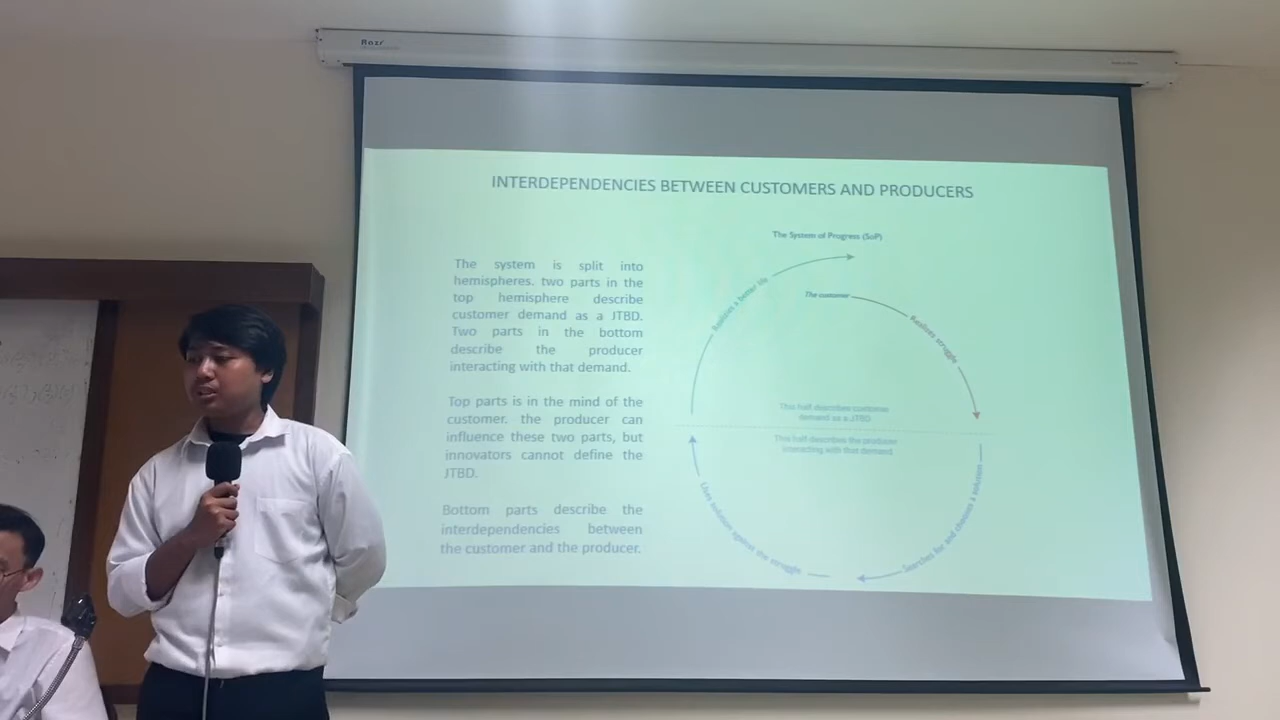 Razr
INTERDEPENDENCIES BETWEEN CUSTOMERS AND PRODUCERS
The System of Progress (SoP)
The system is split into
hemispheres. two parts in the
top hemisphere describe
customer demand as a JTBD.
Two parts in the bottom
describe the producer
interacting with that demand.
Top parts is in the mind of the
customer. the producer can
influence these two parts, but
innovators cannot define the
JTBD.
Bottom parts describe the
interdependencies between
the customer and the producer.
Realizes a better life
The customer
Realizes struggle
This half describes customer
demand as a JTBD.
This half describes the producer
interacting with that demand.
Searches for and chooses a solution
Uses solution against the struggle